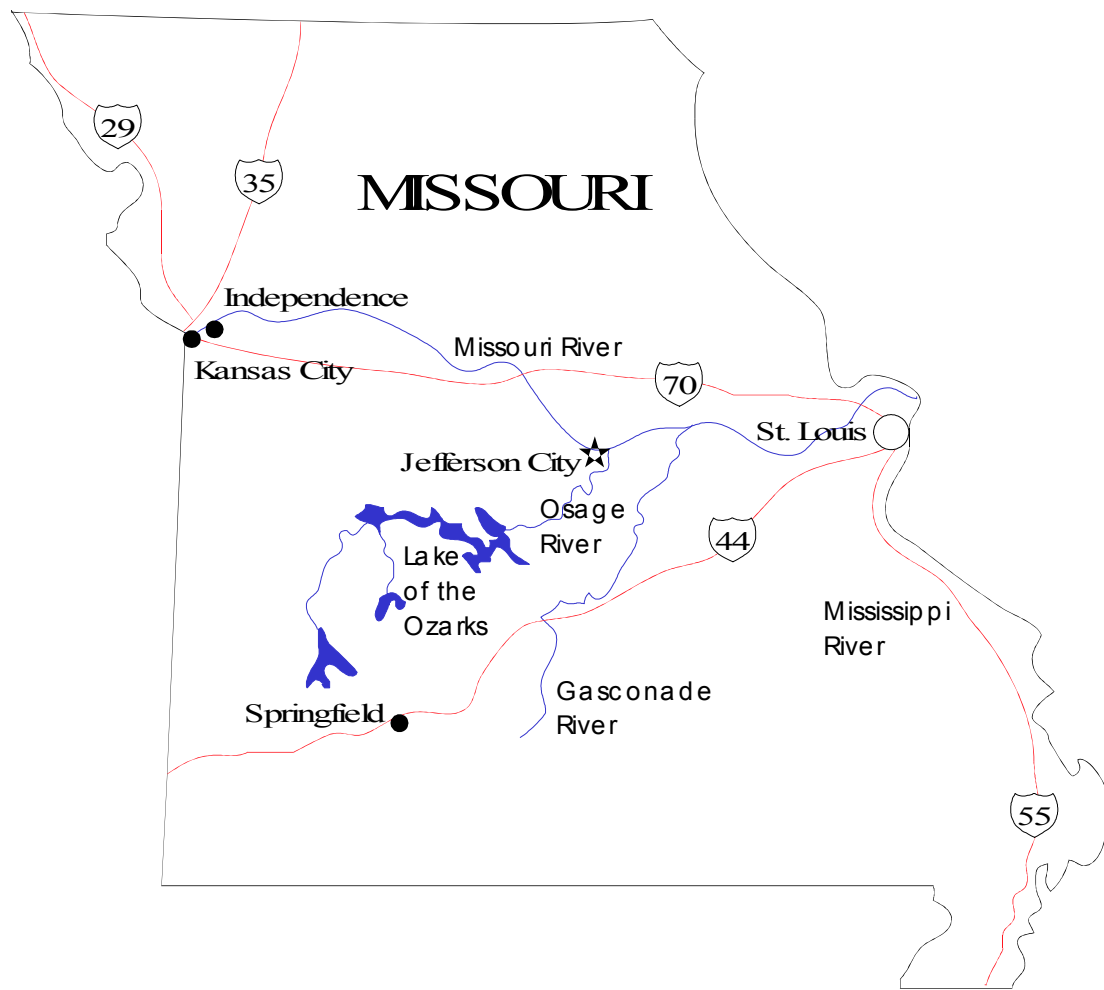 29
35
MISSOURI
Independence
Missouri River
Kansas City
70
St. Louis
Jefferson City
Osage
River
44
Lake
of the
Ozarks
Mississippi
River
Gasconade
River
Springfield
55